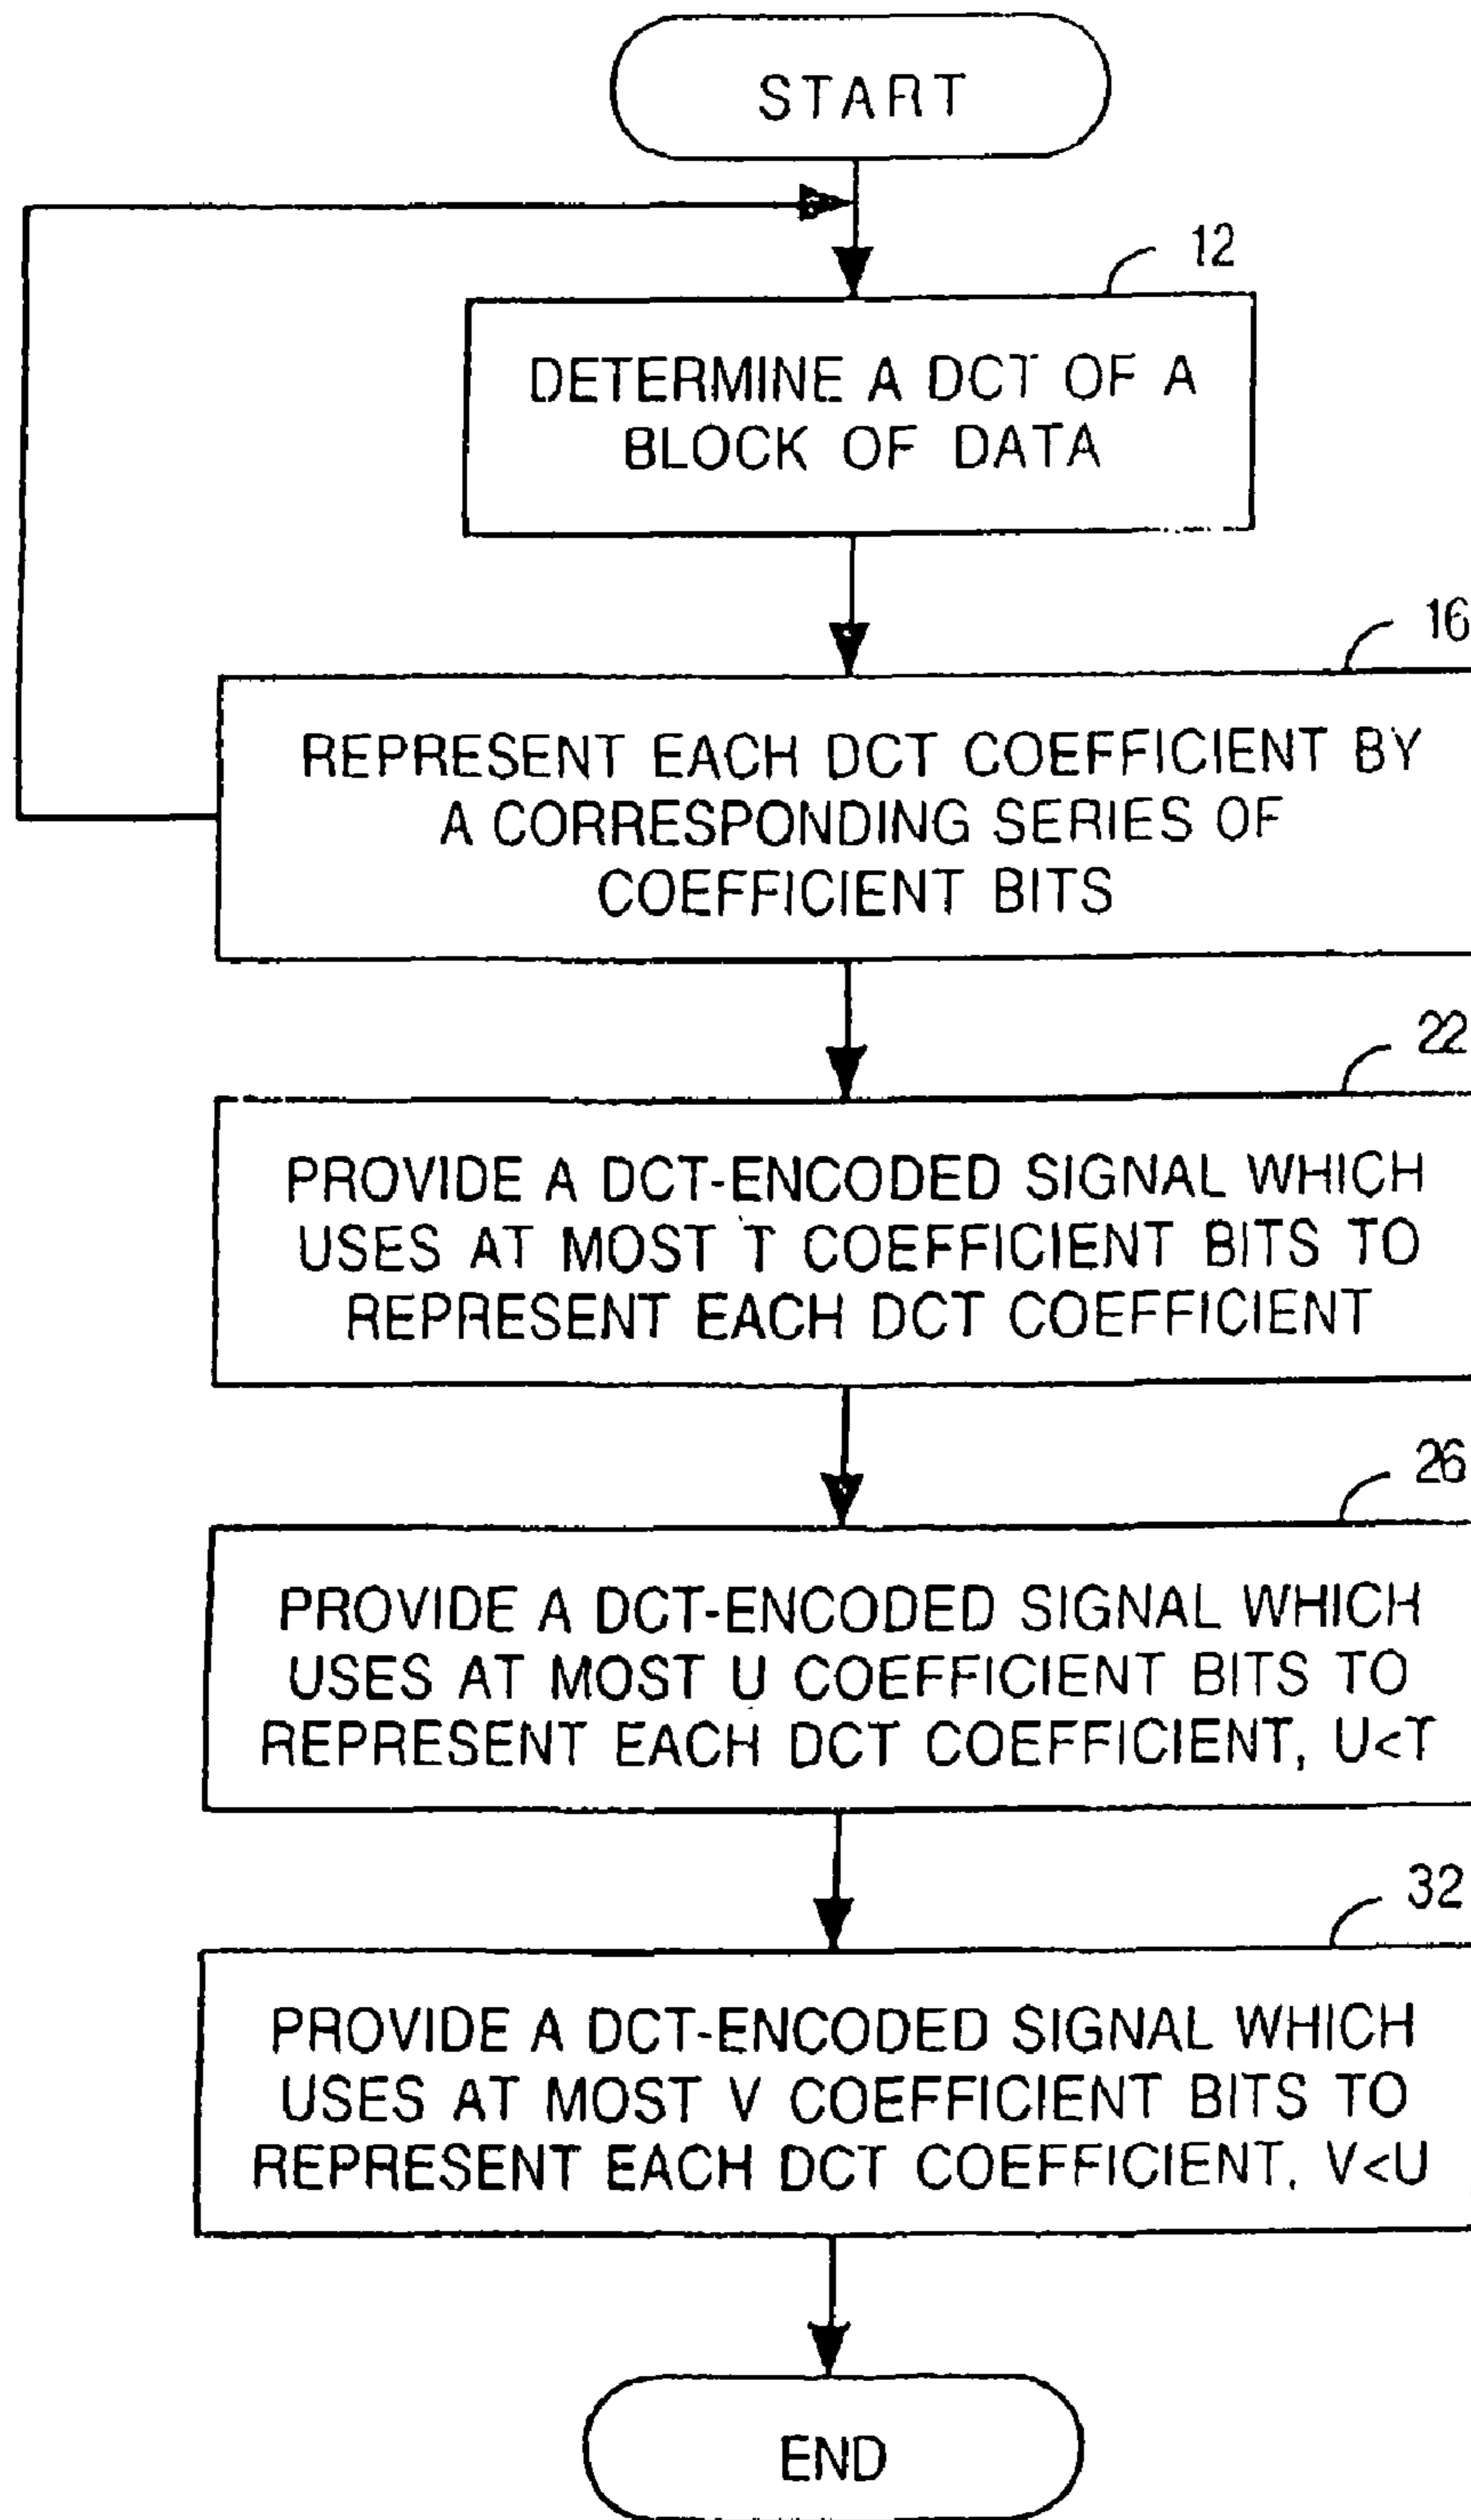 START
12
DETERMINE A DCT OF A
BLOCK OF DATA
16
REPRESENT EACH DCT COEFFICIENT BY
A CORRESPONDING SERIES OF
COEFFICIENT BITS
22
PROVIDE A DCT-ENCODED SIGNAL WHICH
USES AT MOST T COEFFICIENT BITS TO
REPRESENT EACH DCT COEFFICIENT
26
PROVIDE A DCT-ENCODED SIGNAL WHICH
USES AT MOST U COEFFICIENT BITS TO
REPRESENT EACH DCT COEFFICIENT, U<T
32
PROVIDE A DCT-ENCODED SIGNAL WHICH
USES AT MOST V COEFFICIENT BITS TO
REPRESENT EACH DCT COEFFICIENT, V<U
END